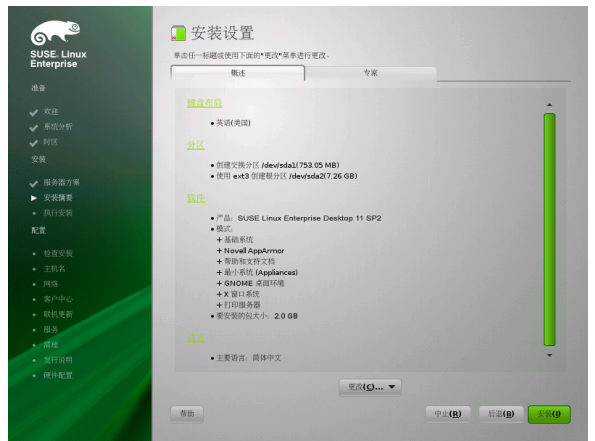 SUSE. Linux
Enterprise
准备
欢迎
系统分析
时区
安装
服务器方案
安装摘要
执行安装
配置
检查安装
主机名
网络
客户中心
联机更新
服务
清理
发行说明
硬件配置
安装设置
单击任一标题或使用下面的"更改"菜单进行更改。
概述
专家
键盘布局
• 英语(美国)
分区
• 创建交换分区 /dev/sda1(753.05 MB)
• 使用 ext3 创建根分区 /dev/sda2(7.26 GB)
软件
• 产品: SUSE Linux Enterprise Desktop 11 SP2
• 模式:
+ 基础系统
+ Novell AppArmor
+ 帮助和支持文档
+ 最小系统 (Appliances)
+ GNOME 桌面环境
+ X 窗口系统
+ 打印服务器
• 要安装的包大小: 2.0 GB
语言
• 主要语言: 简体中文
更改(C)...
帮助
中止(R)
后退(B)
安装(I)